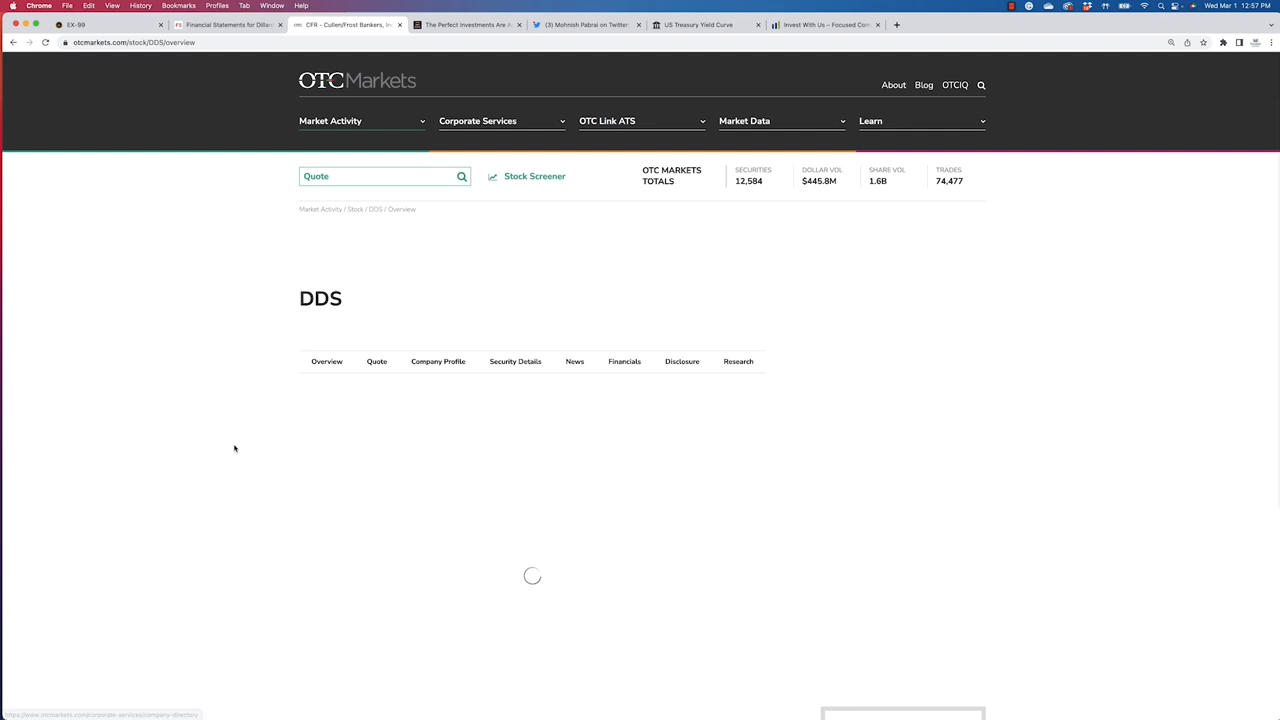 Chrome File Edit View History Bookmarks Profiles Tab Window Help Wed Mar 1 12:57 PM
EX-99 Financial Statements for Dillard CFR - Cullen/Frost Bankers, Inc The Perfect Investments Are A (3) Mohnish Pabrai on Twitter: US Treasury Yield Curve Invest With Us – Focused Com
otcmarkets.com/stock/DDS/overview
OTCMarkets
About Blog OTCIQ
Market Activity Corporate Services OTC Link ATS Market Data Learn
Quote Stock Screener
OTC MARKETS TOTALS
SECURITIES 12,584
DOLLAR VOL $445.8M
SHARE VOL 1.6B
TRADES 74,477
Market Activity / Stock / DDS / Overview
DDS
Overview Quote Company Profile Security Details News Financials Disclosure Research
https://www.otcmarkets.com/corporate-services/company-directory